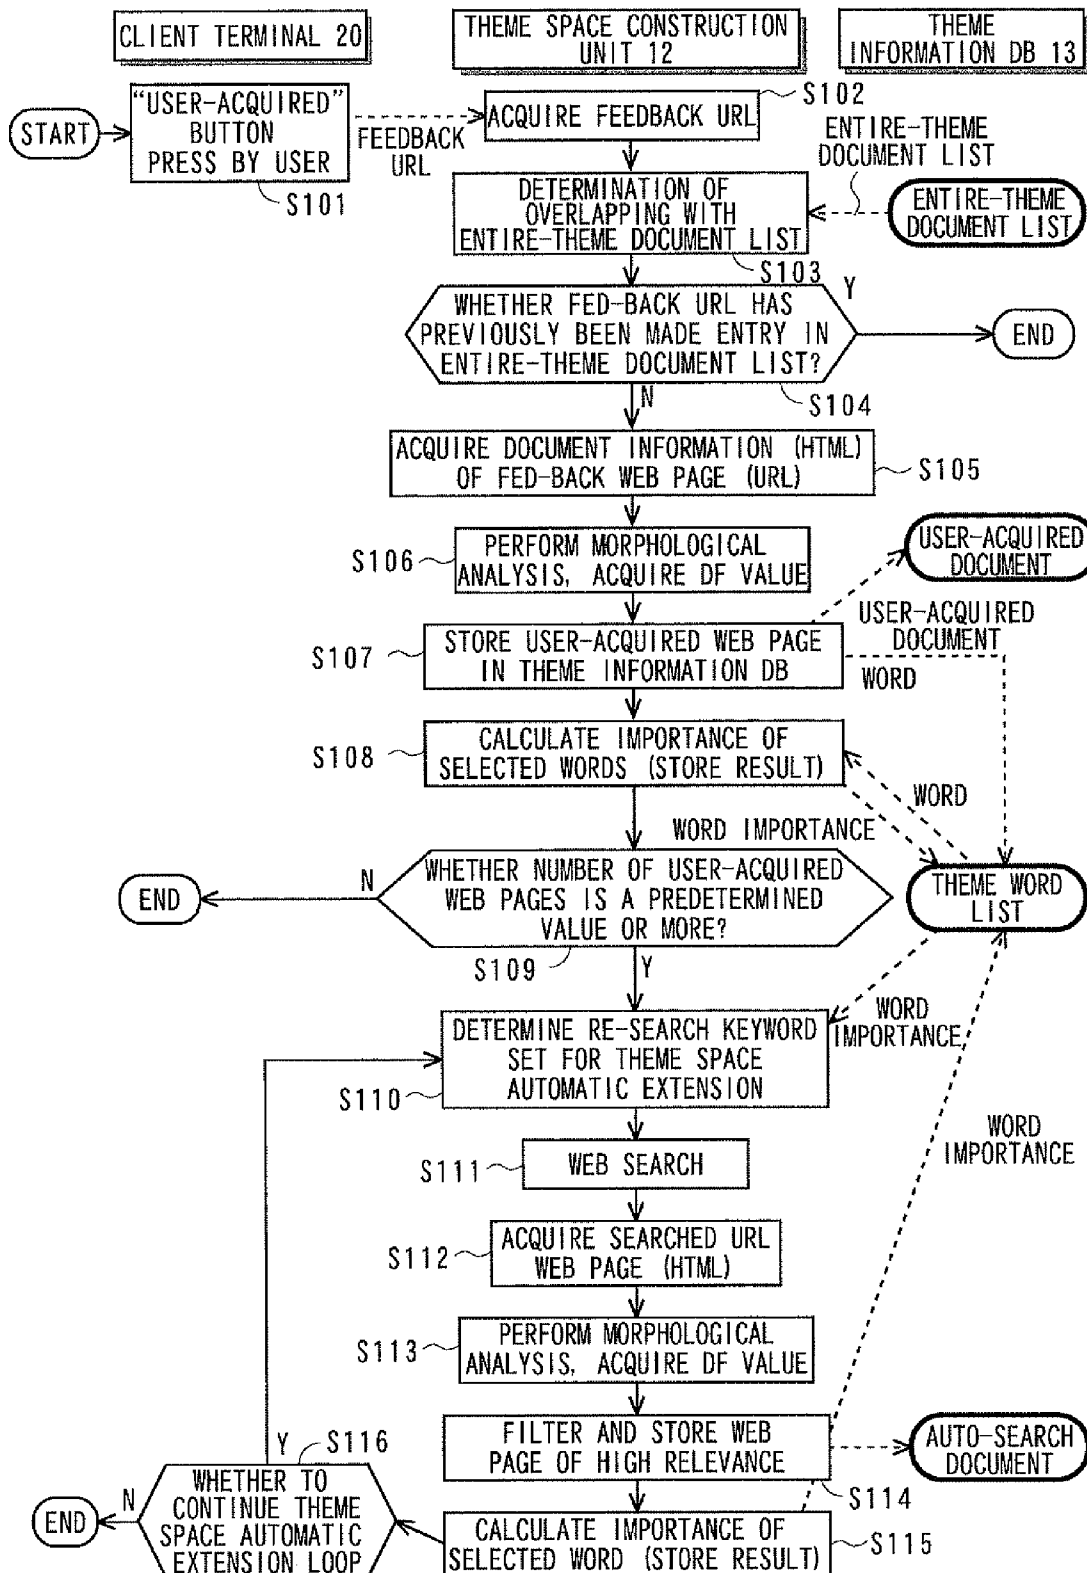 CLIENT TERMINAL 20
THEME SPACE CONSTRUCTION
UNIT 12
THEME
INFORMATION DB 13
START
"USER-ACQUIRED"
BUTTON
PRESS BY USER
S101
FEEDBACK
URL
S102
ACQUIRE FEEDBACK URL
ENTIRE-THEME
DOCUMENT LIST
DETERMINATION OF
OVERLAPPING WITH
ENTIRE-THEME DOCUMENT LIST
S103
ENTIRE-THEME
DOCUMENT LIST
WHETHER FED-BACK URL HAS
PREVIOUSLY BEEN MADE ENTRY IN
ENTIRE-THEME DOCUMENT LIST?
Y
END
N
S104
ACQUIRE DOCUMENT INFORMATION (HTML)
OF FED-BACK WEB PAGE (URL)
S105
S106
PERFORM MORPHOLOGICAL
ANALYSIS, ACQUIRE DF VALUE
USER-ACQUIRED
DOCUMENT
S107
STORE USER-ACQUIRED WEB PAGE
IN THEME INFORMATION DB
USER-ACQUIRED
DOCUMENT
WORD
S108
CALCULATE IMPORTANCE OF
SELECTED WORDS (STORE RESULT)
WORD
WORD IMPORTANCE
WHETHER NUMBER OF USER-ACQUIRED
WEB PAGES IS A PREDETERMINED
VALUE OR MORE?
N
END
S109
Y
THEME WORD
LIST
WORD
IMPORTANCE
DETERMINE RE-SEARCH KEYWORD
SET FOR THEME SPACE
AUTOMATIC EXTENSION
S110
WORD
IMPORTANCE
S111
WEB SEARCH
S112
ACQUIRE SEARCHED URL
WEB PAGE (HTML)
S113
PERFORM MORPHOLOGICAL
ANALYSIS, ACQUIRE DF VALUE
FILTER AND STORE WEB
PAGE OF HIGH RELEVANCE
S114
AUTO-SEARCH
DOCUMENT
CALCULATE IMPORTANCE OF
SELECTED WORD (STORE RESULT)
S115
Y
S116
WHETHER TO
CONTINUE THEME
SPACE AUTOMATIC
EXTENSION LOOP
N
END